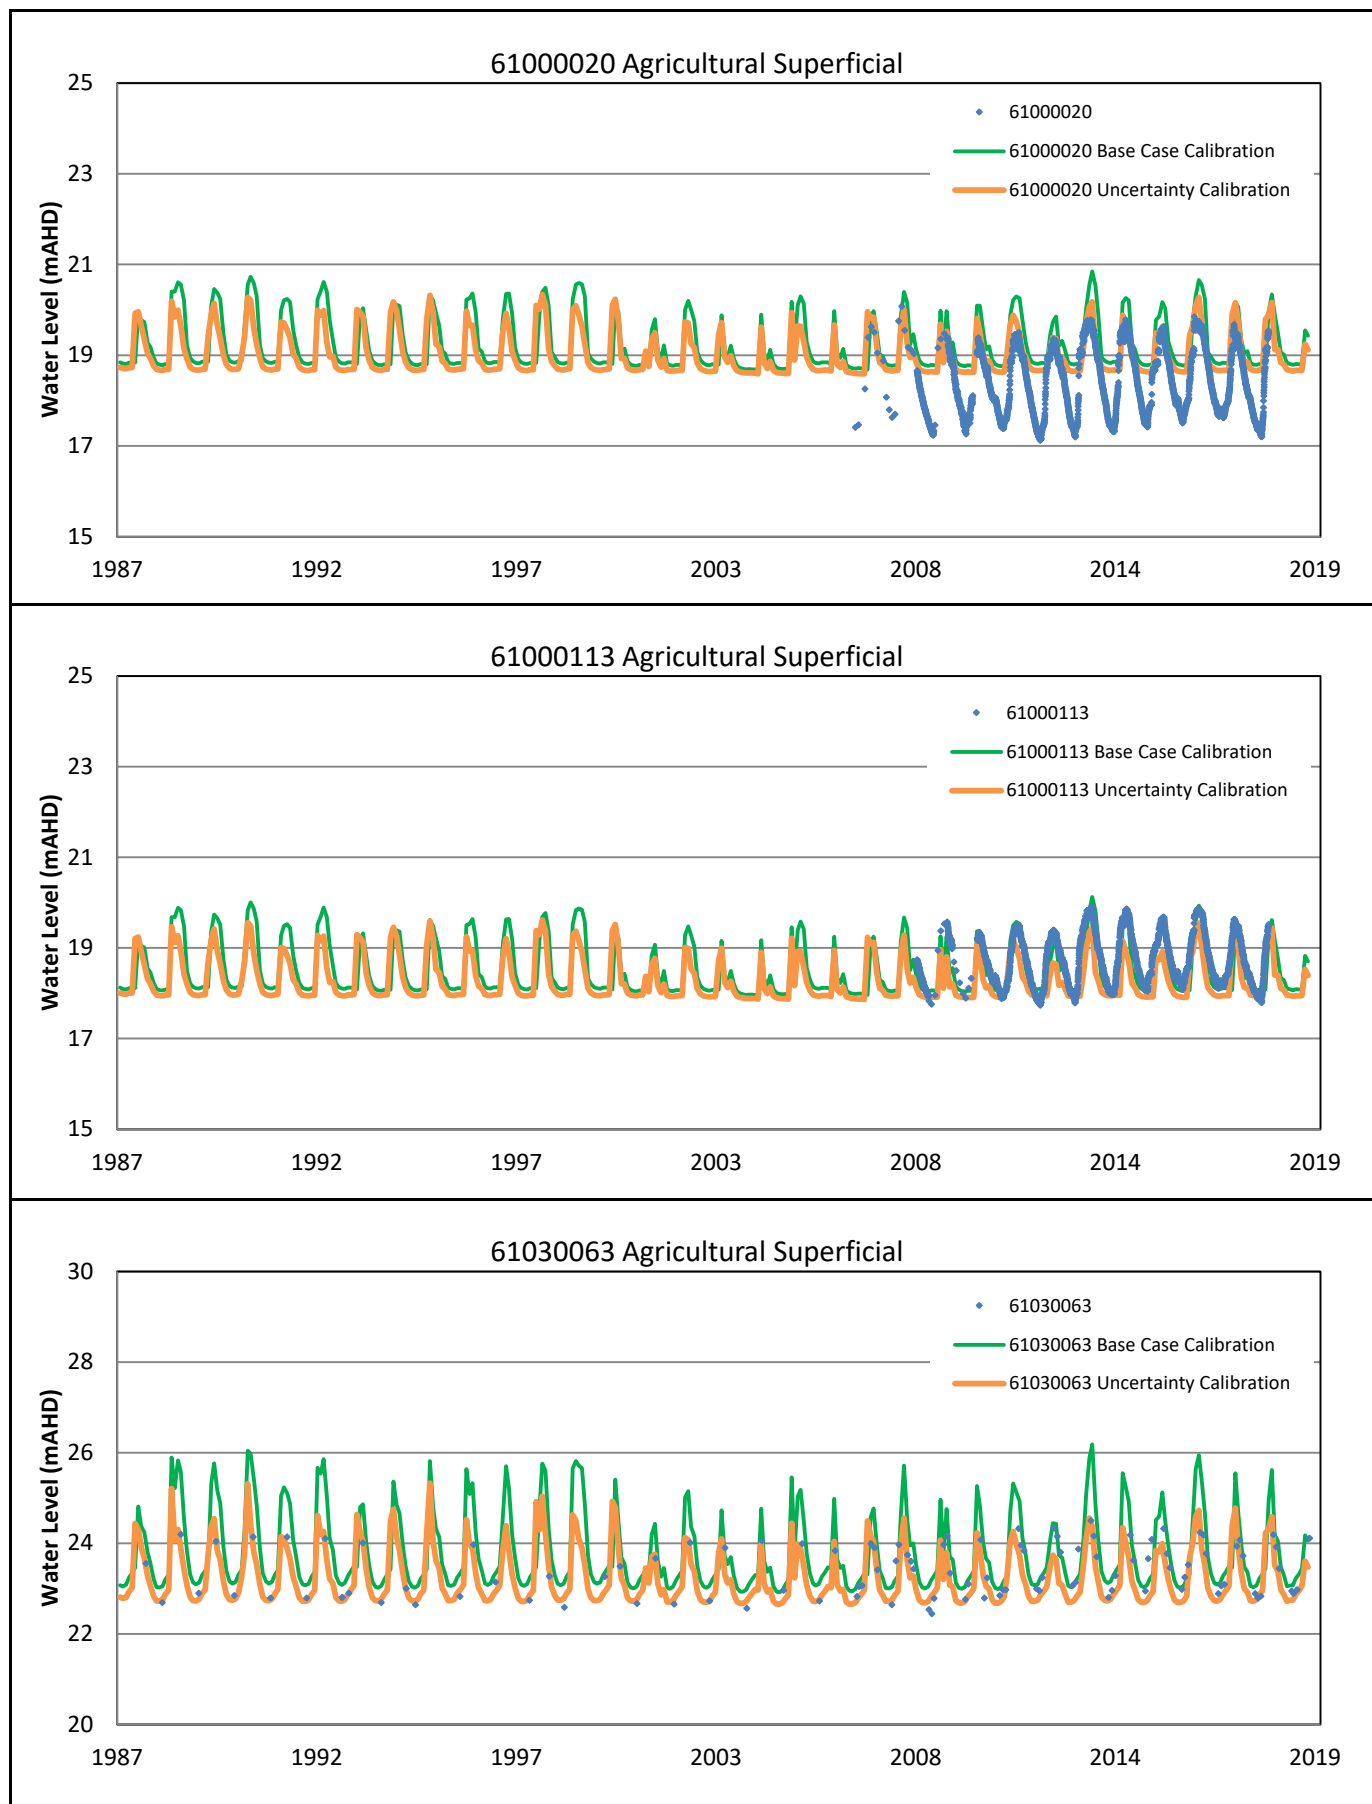 61000020 Agricultural Superficial
25
23
21
19
17
15
Water Level (mAHD)
61000020
61000020 Base Case Calibration
61000020 Uncertainty Calibration
1987 1992 1997 2003 2008 2014 2019
61000113 Agricultural Superficial
25
23
21
19
17
15
Water Level (mAHD)
61000113
61000113 Base Case Calibration
61000113 Uncertainty Calibration
1987 1992 1997 2003 2008 2014 2019
61030063 Agricultural Superficial
30
28
26
24
22
20
Water Level (mAHD)
61030063
61030063 Base Case Calibration
61030063 Uncertainty Calibration
1987 1992 1997 2003 2008 2014 2019